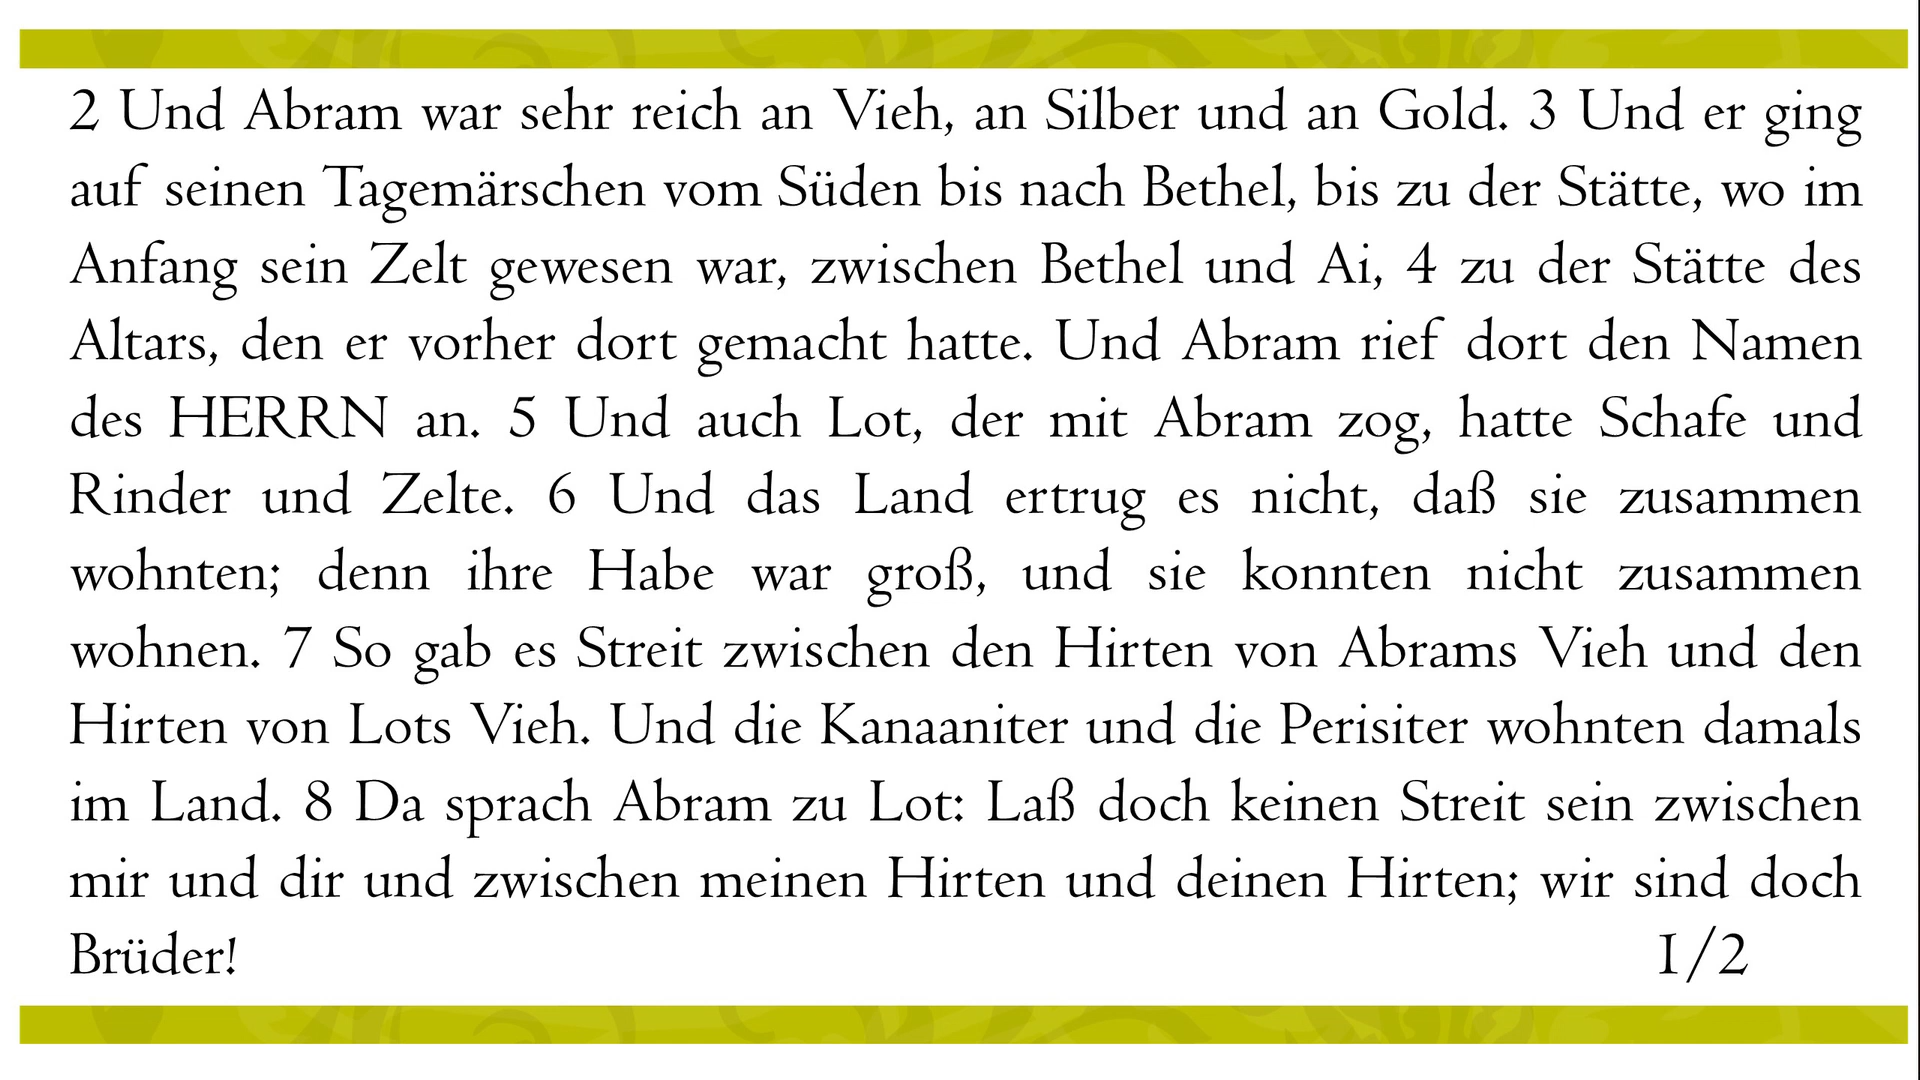 2 Und Abram war sehr reich an Vieh, an Silber und an Gold. 3 Und er ging
auf seinen Tagemärschen vom Süden bis nach Bethel, bis zu der Stätte, wo im
Anfang sein Zelt gewesen war, zwischen Bethel und Ai, 4 zu der Stätte des
Altars, den er vorher dort gemacht hatte. Und Abram rief dort den Namen
des HERRN an. 5 Und auch Lot, der mit Abram zog, hatte Schafe und
Rinder und Zelte. 6 Und das Land ertrug es nicht, daß sie zusammen
wohnten; denn ihre Habe war groß, und sie konnten nicht zusammen
wohnen. 7 So gab es Streit zwischen den Hirten von Abrams Vieh und den
Hirten von Lots Vieh. Und die Kanaaniter und die Perisiter wohnten damals
im Land. 8 Da sprach Abram zu Lot: Laß doch keinen Streit sein zwischen
mir und dir und zwischen meinen Hirten und deinen Hirten; wir sind doch
Brüder! 1/2